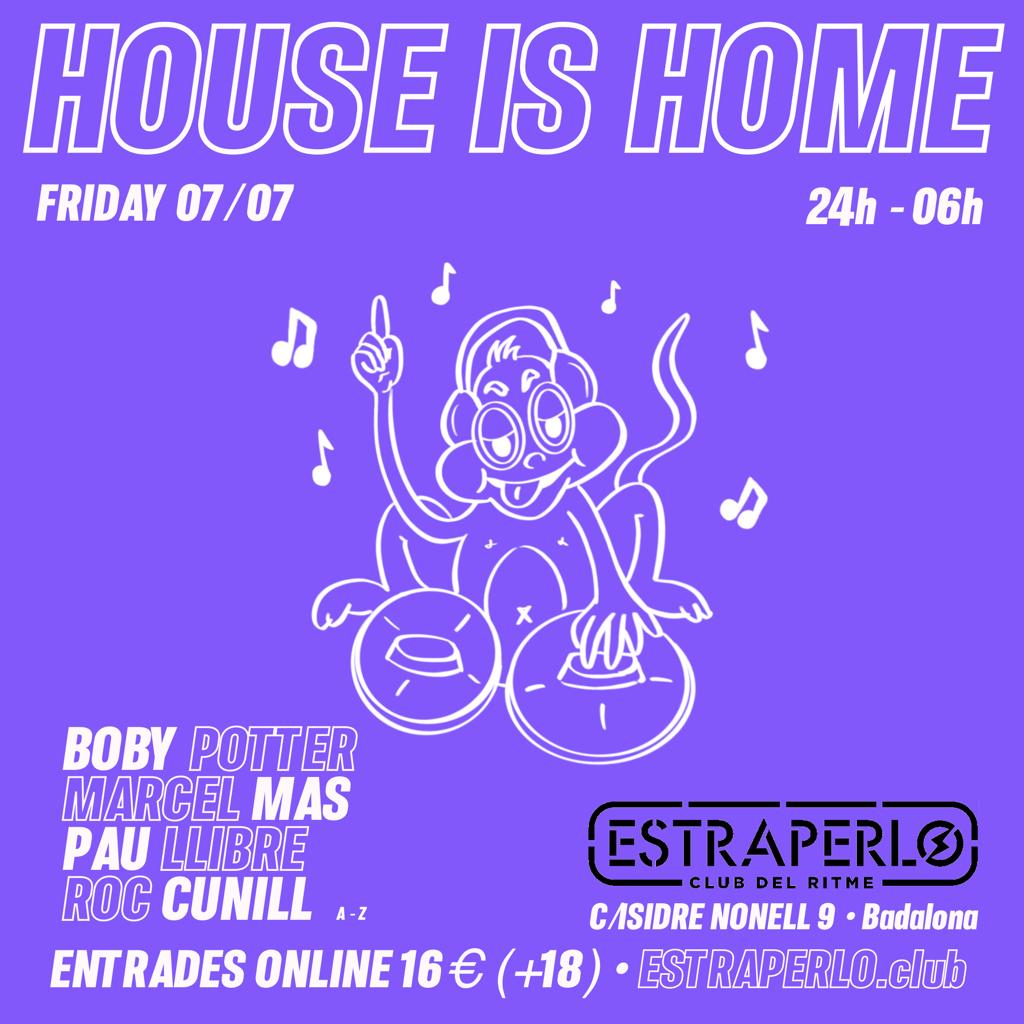 HOUSE IS HOME
FRIDAY 07/07
24h - 06h
BOBY POTTER
MARCEL MAS
PAU LLIBRE
ROC CUNILL A-Z
ESTRAPERLO
CLUB DEL RITME
C/ISIDRE NONELL 9 • Badalona
ENTRADES ONLINE 16€ (+18) • ESTRAPERLO.club